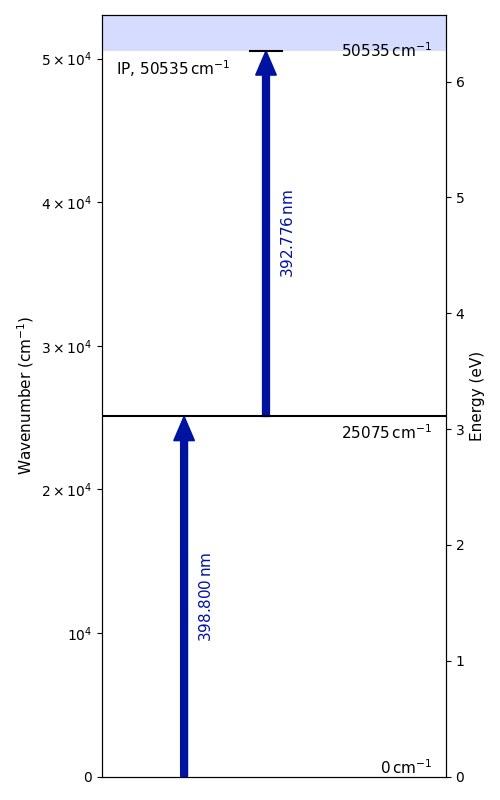 50535 cm⁻¹
IP, 50535 cm⁻¹
392.776 nm
25075 cm⁻¹
398.800 nm
0 cm⁻¹
Wavenumber (cm⁻¹)
5 × 10⁴
4 × 10⁴
3 × 10⁴
2 × 10⁴
10⁴
0
Energy (eV)
6
5
4
3
2
1
0